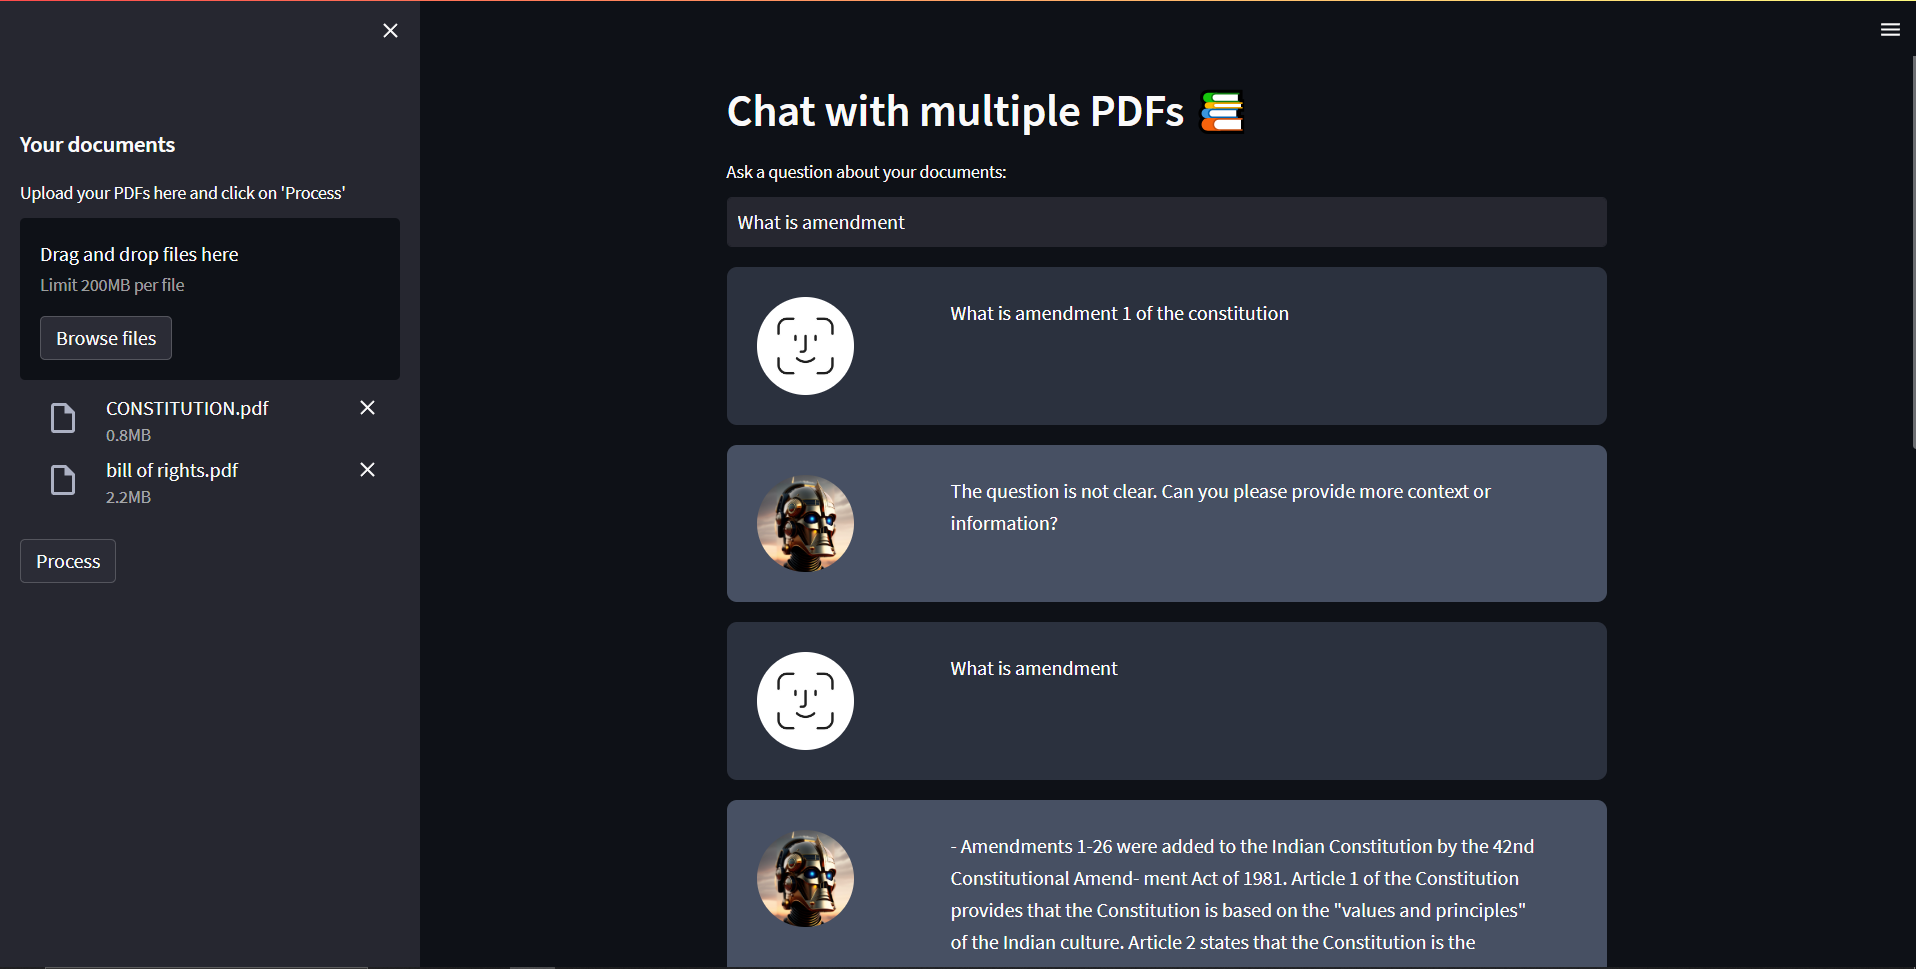 Your documents
Upload your PDFs here and click on 'Process'
Drag and drop files here
Limit 200MB per file
Browse files
CONSTITUTION.pdf
0.8MB
bill of rights.pdf
2.2MB
Process
Chat with multiple PDFs
Ask a question about your documents:
What is amendment
What is amendment 1 of the constitution
The question is not clear. Can you please provide more context or
information?
What is amendment
- Amendments 1-26 were added to the Indian Constitution by the 42nd
Constitutional Amend- ment Act of 1981. Article 1 of the Constitution
provides that the Constitution is based on the "values and principles"
of the Indian culture. Article 2 states that the Constitution is the